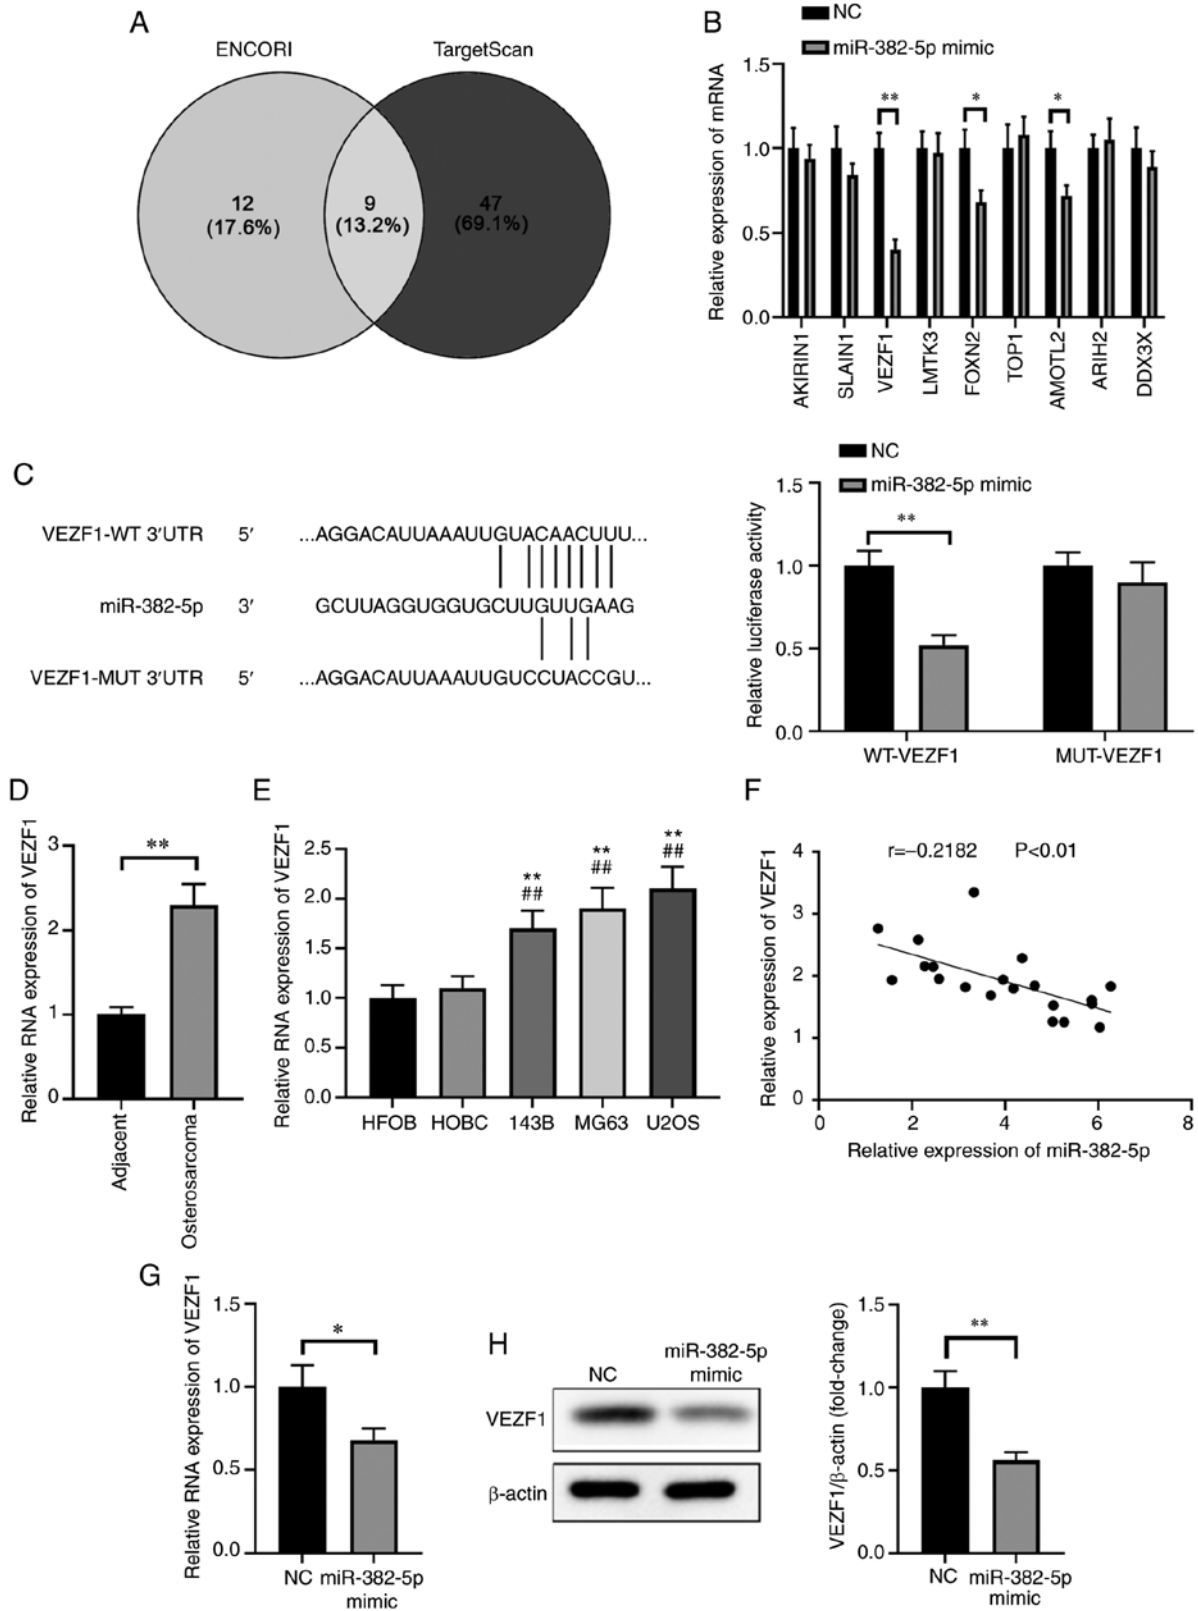 A
ENCORI
TargetScan
12
(17.6%)
9
(13.2%)
47
(69.1%)
B
NC
miR-382-5p mimic
Relative expression of mRNA
1.5
1.0
0.5
0.0
**
*
*
AKIRIN1
SLAIN1
VEZF1
LMTK3
FOXN2
TOP1
AMOTL2
ARIH2
DDX3X
C
VEZF1-WT 3′UTR 5′ ...AGGACAUUAAAUUGUACAACUUU...
miR-382-5p 3′ GCUUAGGUGGUGCUUGUUGAAG
VEZF1-MUT 3′UTR 5′ ...AGGACAUUAAAUUGUCCUACCGU...
NC
miR-382-5p mimic
Relative luciferase activity
1.5
1.0
0.5
0.0
**
WT-VEZF1
MUT-VEZF1
D
Relative RNA expression of VEZF1
3
2
1
0
**
Adjacent
Osterosarcoma
E
Relative RNA expression of VEZF1
2.5
2.0
1.5
1.0
0.5
0.0
**
##
**
##
**
##
HFOB
HOBC
143B
MG63
U2OS
F
Relative expression of VEZF1
4
3
2
1
0
r=−0.2182 P<0.01
0 2 4 6 8
Relative expression of miR-382-5p
G
Relative RNA expression of VEZF1
1.5
1.0
0.5
0.0
*
NC
miR-382-5p
mimic
H
NC
miR-382-5p
mimic
VEZF1
β-actin
VEZF1/β-actin (fold-change)
1.5
1.0
0.5
0.0
**
NC
miR-382-5p
mimic